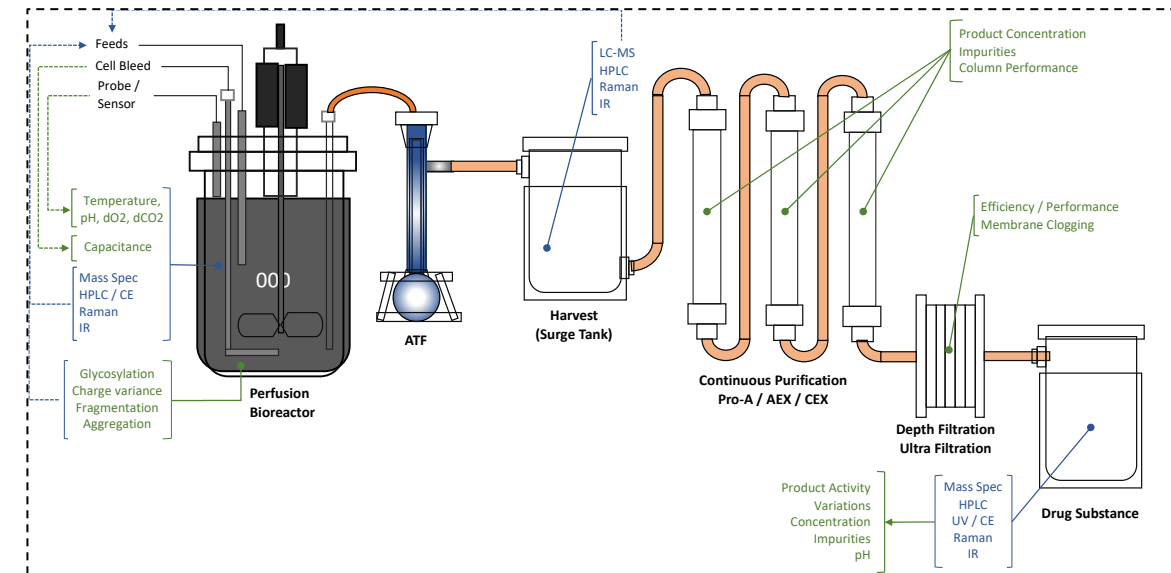 Feeds
Cell Bleed
Probe /
Sensor
Temperature,
pH, dO2, dCO2
Capacitance
Mass Spec
HPLC / CE
Raman
IR
Glycosylation
Charge variance
Fragmentation
Aggregation
000
Perfusion
Bioreactor
ATF
LC-MS
HPLC
Raman
IR
Harvest
(Surge Tank)
Product Concentration
Impurities
Column Performance
Continuous Purification
Pro-A / AEX / CEX
Efficiency / Performance
Membrane Clogging
Depth Filtration
Ultra Filtration
Product Activity
Variations
Concentration
Impurities
pH
Mass Spec
HPLC
UV / CE
Raman
IR
Drug Substance